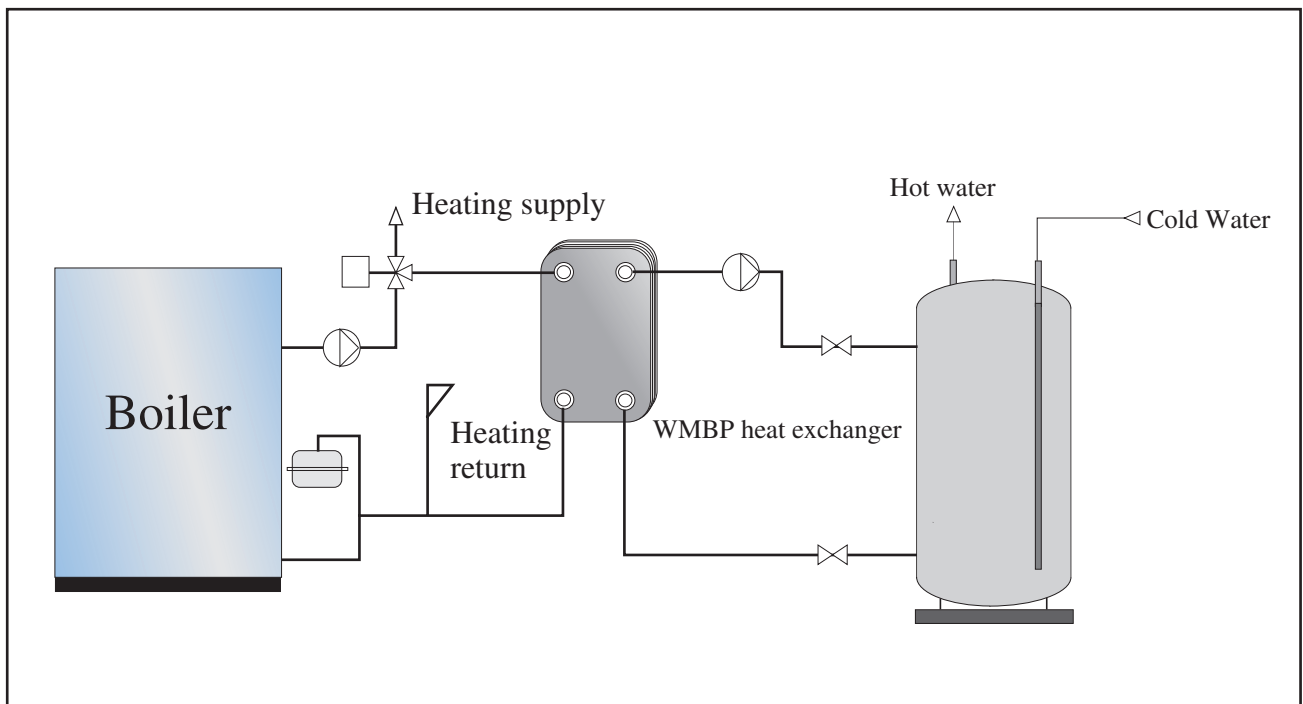 Hot water
Heating supply
Cold Water
Boiler
Heating
return
WMBP heat exchanger